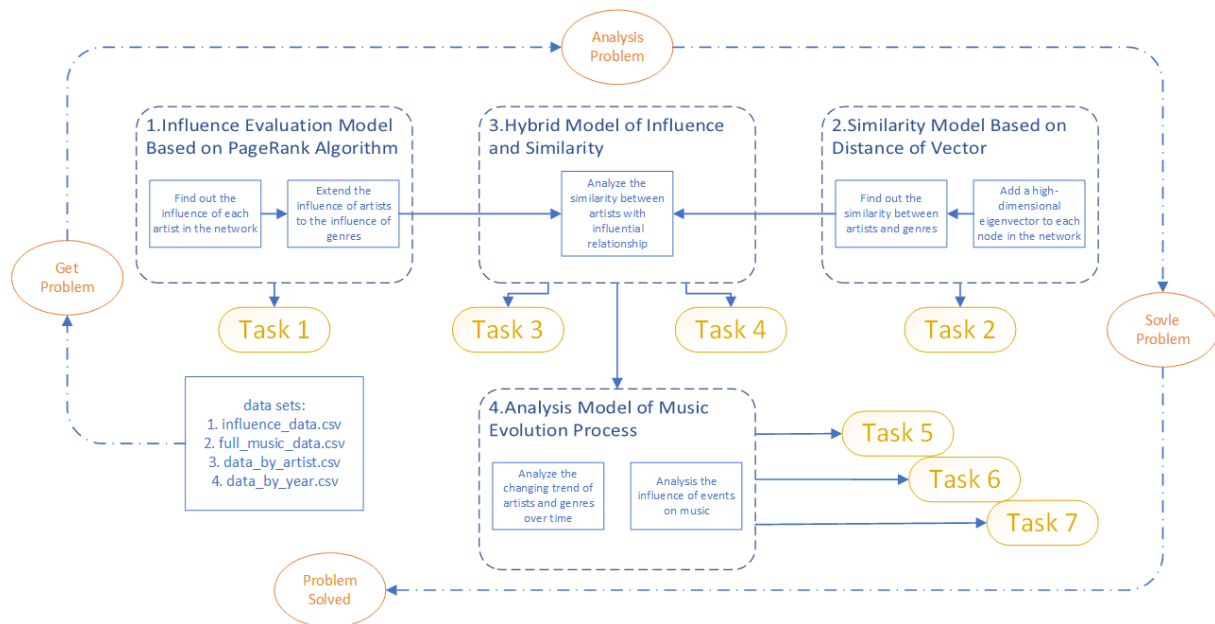 Analysis
Problem
1.Influence Evaluation Model
Based on PageRank Algorithm
Find out the
influence of each
artist in the network
Extend the
influence of artists
to the influence of
genres
3.Hybrid Model of Influence
and Similarity
Analyze the
similarity between
artists with
influential
relationship
2.Similarity Model Based on
Distance of Vector
Find out the
similarity between
artists and genres
Add a high-
dimensional
eigenvector to each
node in the network
Get
Problem
Task 1
Task 3
Task 4
Task 2
Sovle
Problem
data sets:
1. influence_data.csv
2. full_music_data.csv
3. data_by_artist.csv
4. data_by_year.csv
4.Analysis Model of Music
Evolution Process
Analyze the
changing trend of
artists and genres
over time
Analysis the
influence of events
on music
Task 5
Task 6
Task 7
Problem
Solved